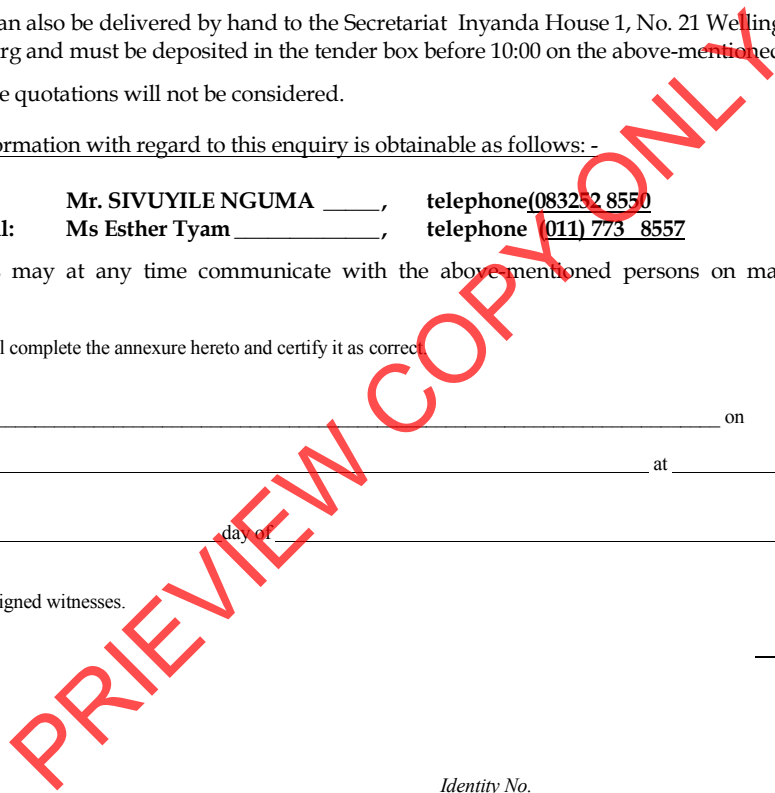 an also be delivered by hand to the Secretariat Inyanda House 1, No. 21 Welling
rg and must be deposited in the tender box before 10:00 on the above-mentioned
e quotations will not be considered.
ormation with regard to this enquiry is obtainable as follows: -
Mr. SIVUYILE NGUMA _____, telephone(083252 8550
l: Ms Esther Tyam_____________, telephone (011) 773 8557
s may at any time communicate with the above-mentioned persons on ma
l complete the annexure hereto and certify it as correct.
on
at
day of
igned witnesses.
Identity No.
PRIEVIEW COPY ONLY